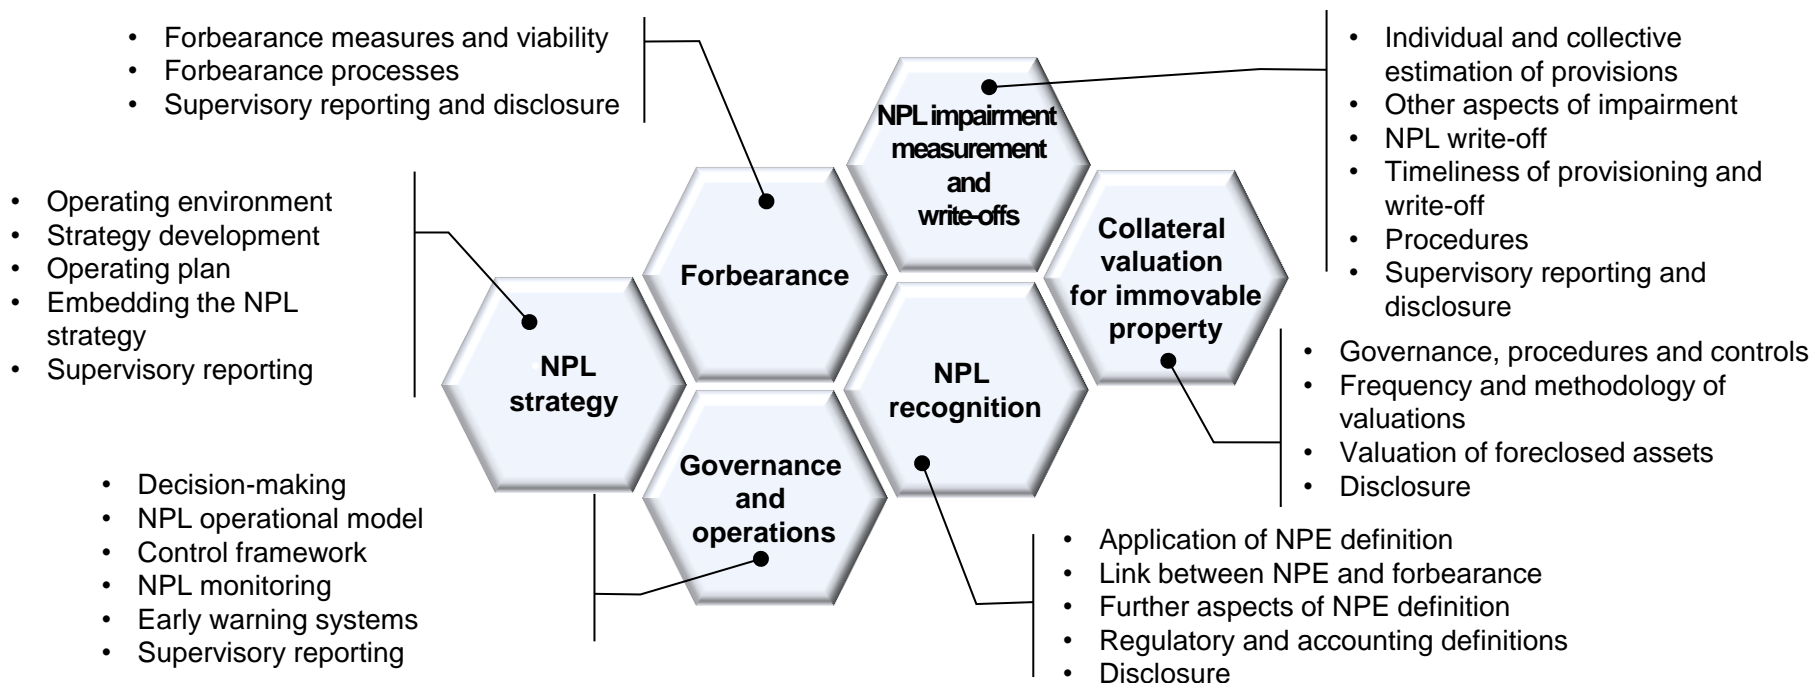 • Forbearance measures and viability
• Forbearance processes
• Supervisory reporting and disclosure
• Operating environment
• Strategy development
• Operating plan
• Embedding the NPL
strategy
• Supervisory reporting
• Decision-making
• NPL operational model
• Control framework
• NPL monitoring
• Early warning systems
• Supervisory reporting
NPL
strategy
Forbearance
Governance
and
operations
NPL impairment
measurement
and
write-offs
NPL
recognition
Collateral
valuation
for immovable
property
• Individual and collective
estimation of provisions
• Other aspects of impairment
• NPL write-off
• Timeliness of provisioning and
write-off
• Procedures
• Supervisory reporting and
disclosure
• Governance, procedures and controls
• Frequency and methodology of
valuations
• Valuation of foreclosed assets
• Disclosure
• Application of NPE definition
• Link between NPE and forbearance
• Further aspects of NPE definition
• Regulatory and accounting definitions
• Disclosure